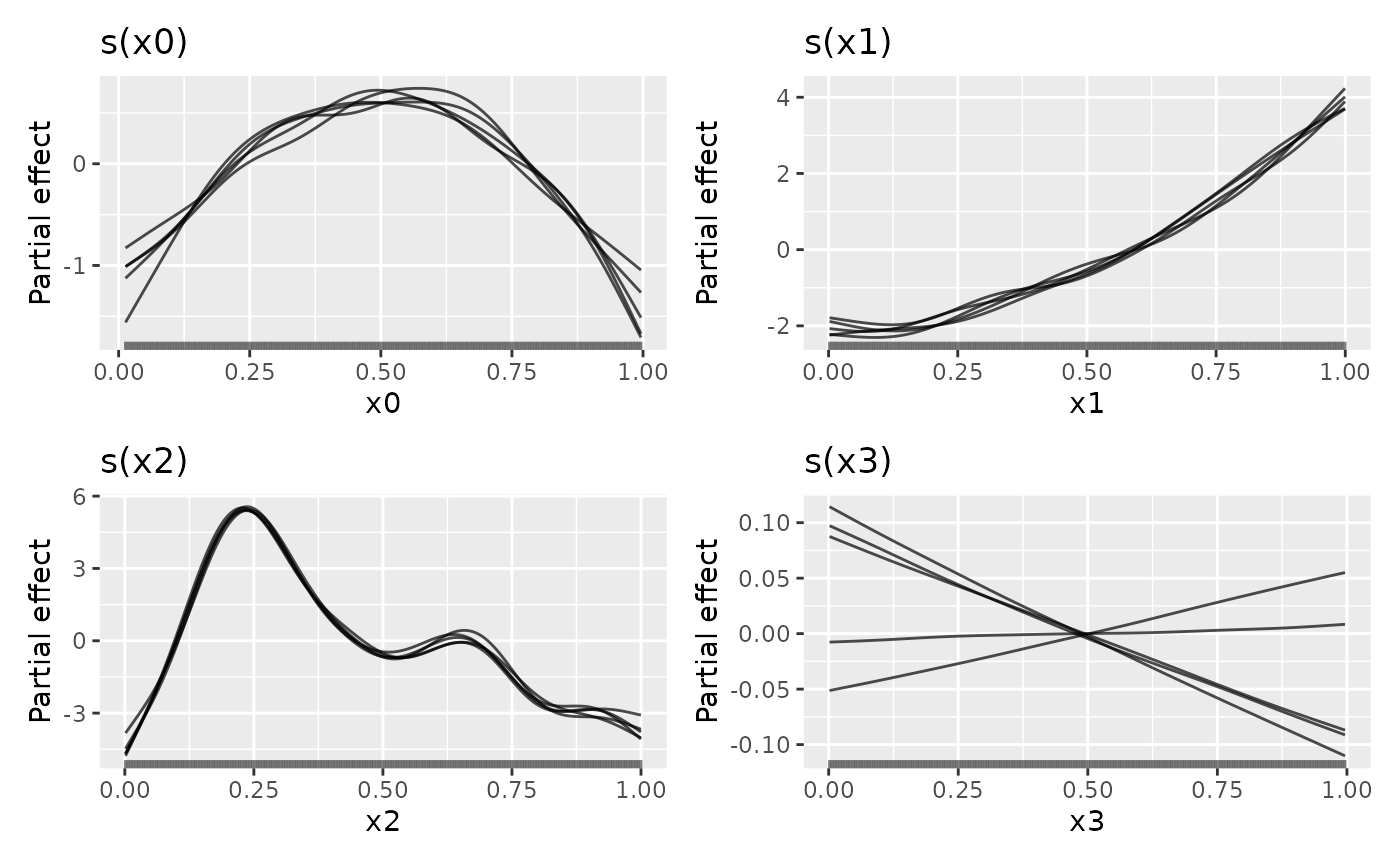 s(x0)
Partial effect
0
-1
0.00 0.25 0.50 0.75 1.00
x0
s(x1)
Partial effect
4
2
0
-2
0.00 0.25 0.50 0.75 1.00
x1
s(x2)
Partial effect
6
3
0
-3
0.00 0.25 0.50 0.75 1.00
x2
s(x3)
Partial effect
0.10
0.05
0.00
-0.05
-0.10
0.00 0.25 0.50 0.75 1.00
x3